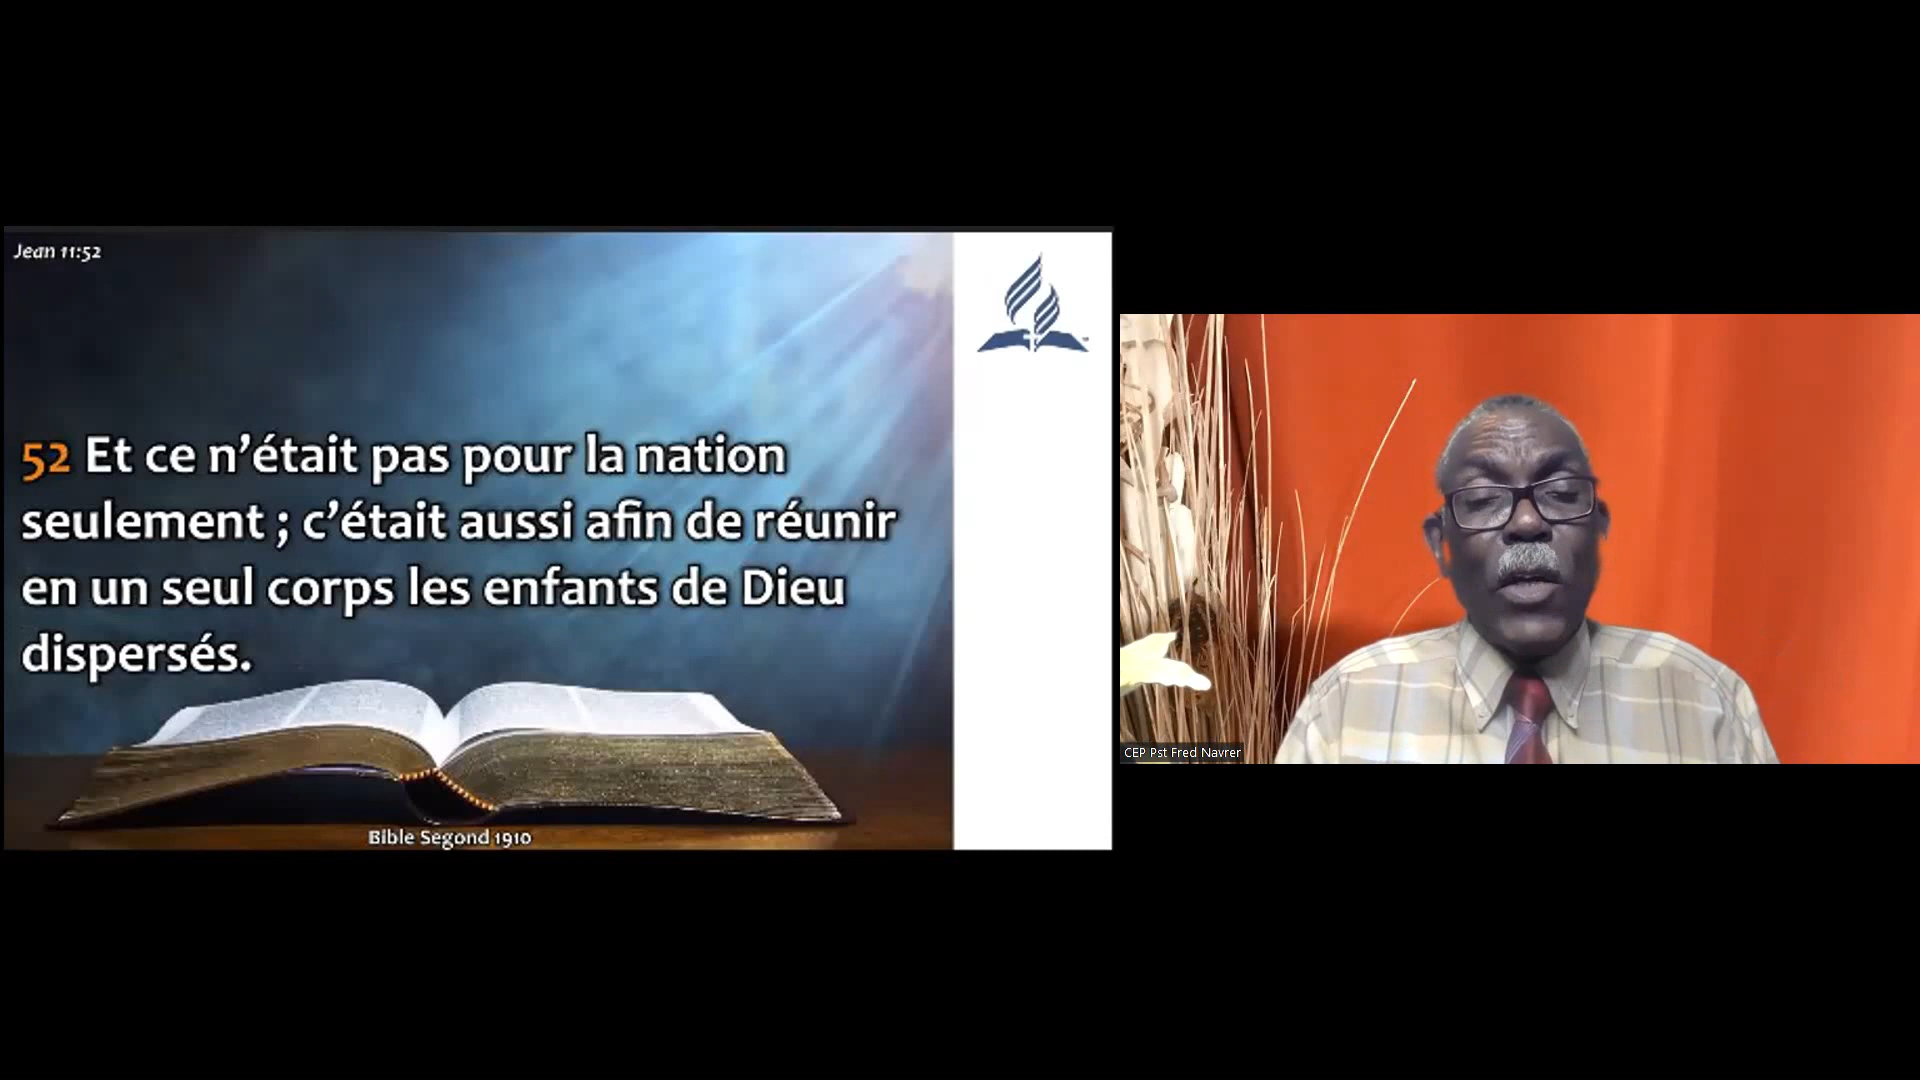 Jean 11:52
52 Et ce n’était pas pour la nation
seulement ; c’était aussi afin de réunir
en un seul corps les enfants de Dieu
dispersés.
Bible Segond 1910
CEP Pst Fred Navrer